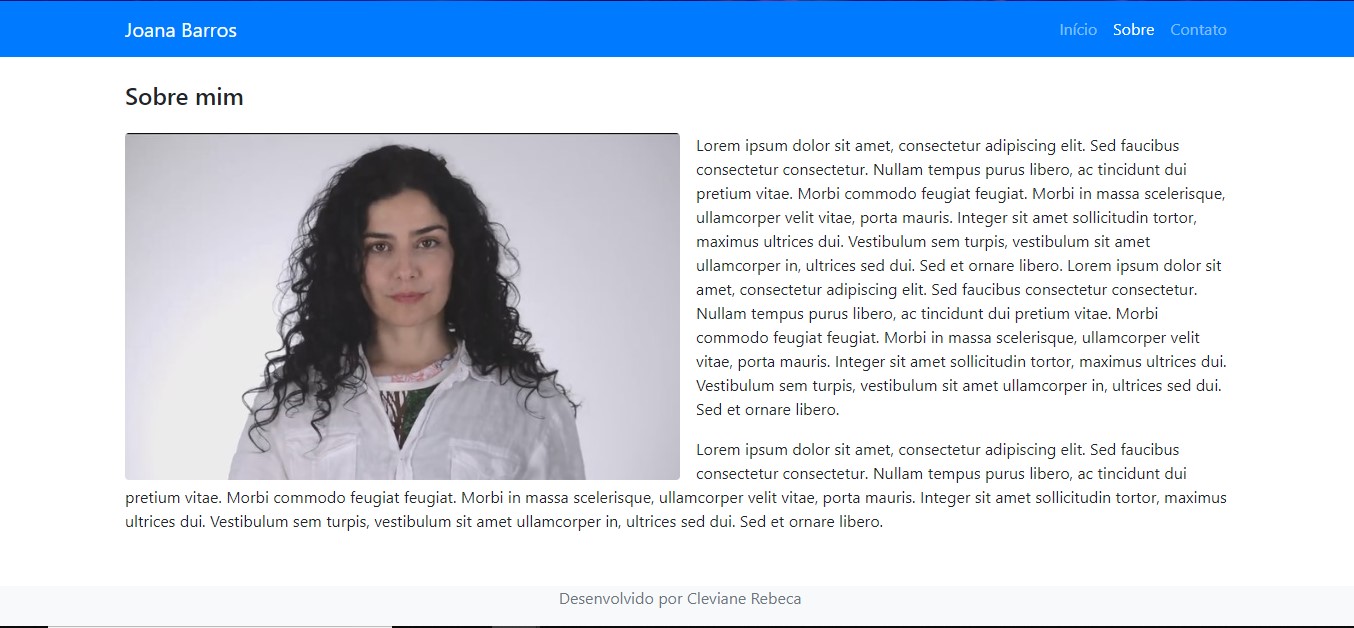 Joana Barros
Início Sobre Contato
Sobre mim
Lorem ipsum dolor sit amet, consectetur adipiscing elit. Sed faucibus
consectetur consectetur. Nullam tempus purus libero, ac tincidunt dui
pretium vitae. Morbi commodo feugiat feugiat. Morbi in massa scelerisque,
ullamcorper velit vitae, porta mauris. Integer sit amet sollicitudin tortor,
maximus ultrices dui. Vestibulum sem turpis, vestibulum sit amet
ullamcorper in, ultrices sed dui. Sed et ornare libero. Lorem ipsum dolor sit
amet, consectetur adipiscing elit. Sed faucibus consectetur consectetur.
Nullam tempus purus libero, ac tincidunt dui pretium vitae. Morbi
commodo feugiat feugiat. Morbi in massa scelerisque, ullamcorper velit
vitae, porta mauris. Integer sit amet sollicitudin tortor, maximus ultrices dui.
Vestibulum sem turpis, vestibulum sit amet ullamcorper in, ultrices sed dui.
Sed et ornare libero.
Lorem ipsum dolor sit amet, consectetur adipiscing elit. Sed faucibus
consectetur consectetur. Nullam tempus purus libero, ac tincidunt dui
pretium vitae. Morbi commodo feugiat feugiat. Morbi in massa scelerisque, ullamcorper velit vitae, porta mauris. Integer sit amet sollicitudin tortor, maximus
ultrices dui. Vestibulum sem turpis, vestibulum sit amet ullamcorper in, ultrices sed dui. Sed et ornare libero.
Desenvolvido por Cleviane Rebeca